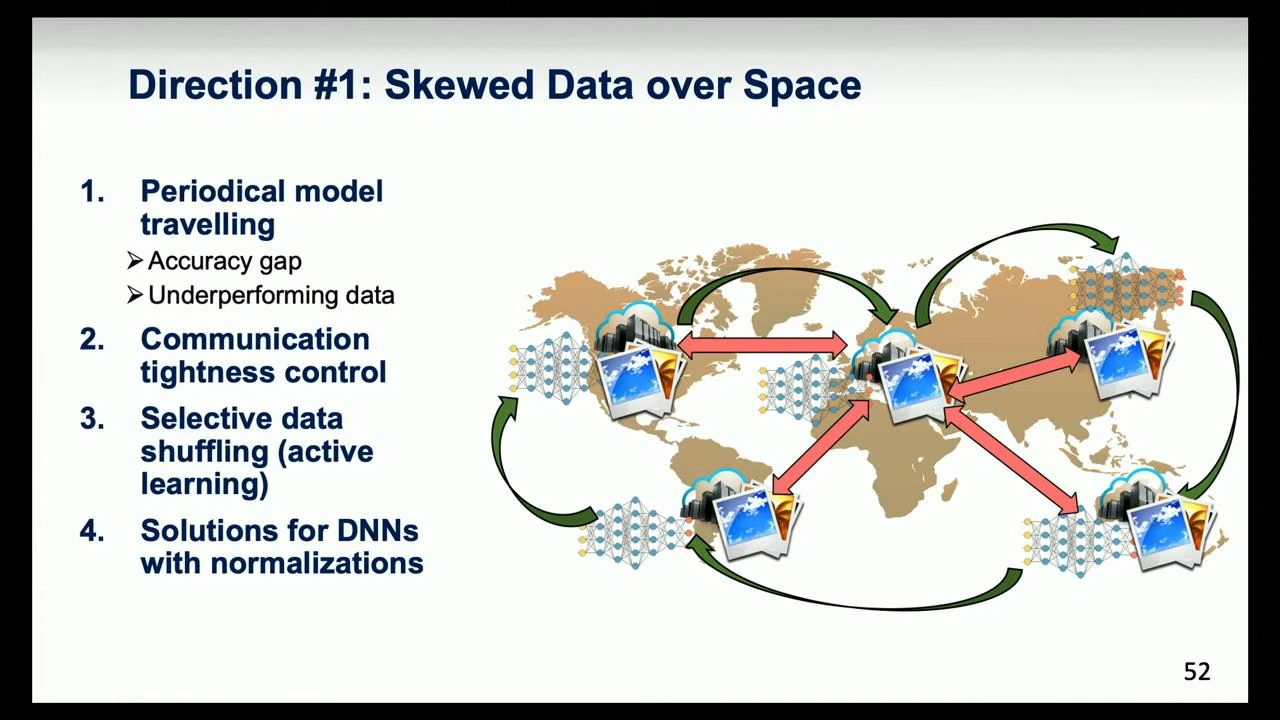 Direction #1: Skewed Data over Space
1. Periodical model
travelling
➢ Accuracy gap
➢ Underperforming data
2. Communication
tightness control
3. Selective data
shuffling (active
learning)
4. Solutions for DNNs
with normalizations
52